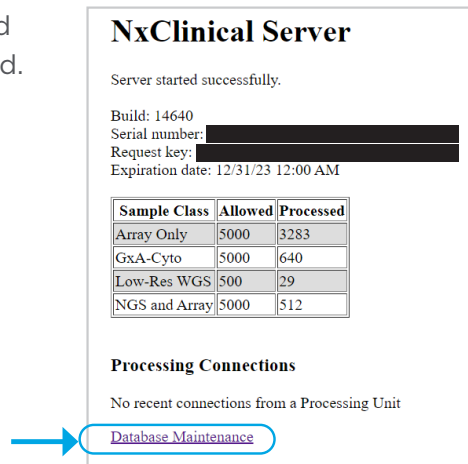 d
d.
NxClinical Server
Server started successfully.
Build: 14640
Serial number:
Request key:
Expiration date: 12/31/23 12:00 AM
Sample Class Allowed Processed
Array Only 5000 3283
GxA-Cyto 5000 640
Low-Res WGS 500 29
NGS and Array 5000 512
Processing Connections
No recent connections from a Processing Unit
Database Maintenance